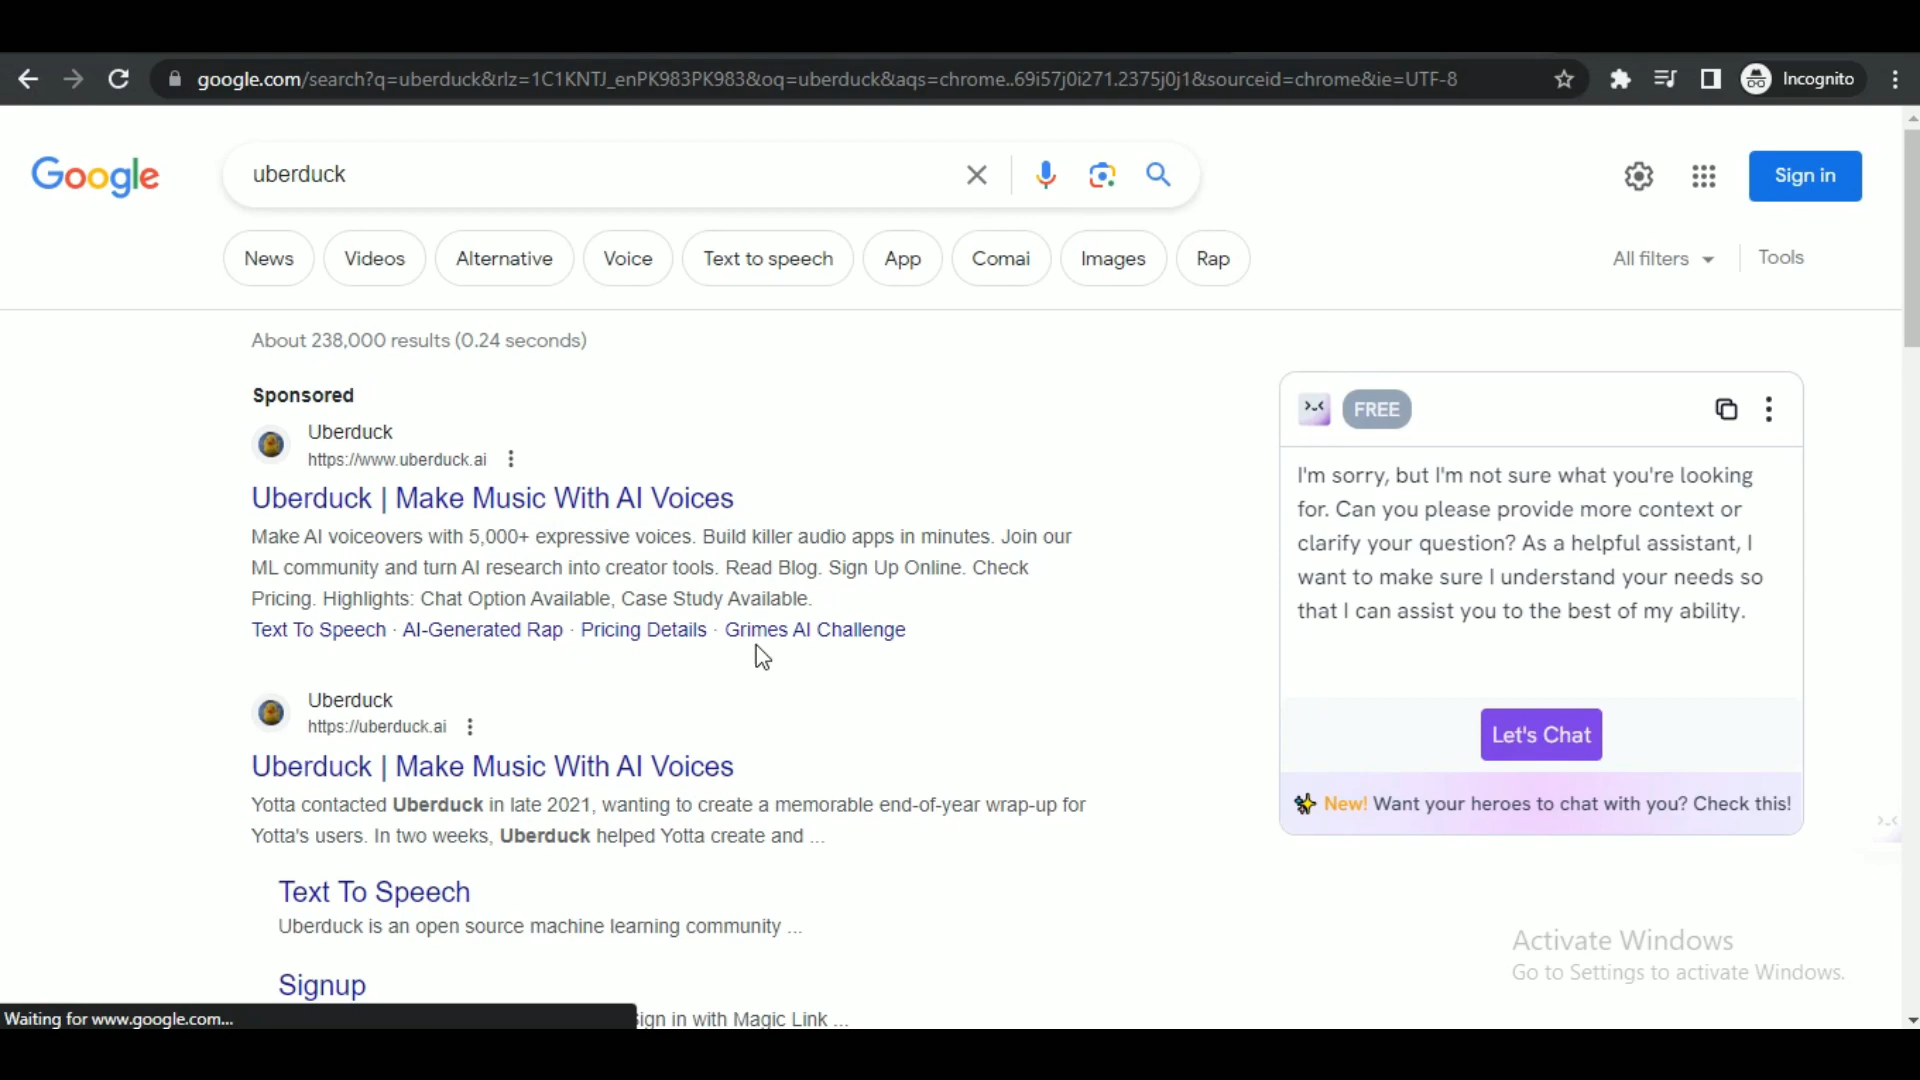 google.com/search?q=uberduck&rlz=1C1KNTJ_enPK983PK983&oq=uberduck&aqs=chrome..69i57j0i271.2375j0j1&sourceid=chrome&ie=UTF-8
Incognito
Google
uberduck
Sign in
News
Videos
Alternative
Voice
Text to speech
App
Comai
Images
Rap
All filters
Tools
About 238,000 results (0.24 seconds)
Sponsored
Uberduck
https://www.uberduck.ai
Uberduck | Make Music With AI Voices
Make AI voiceovers with 5,000+ expressive voices. Build killer audio apps in minutes. Join our
ML community and turn AI research into creator tools. Read Blog. Sign Up Online. Check
Pricing. Highlights: Chat Option Available, Case Study Available.
Text To Speech · AI-Generated Rap · Pricing Details · Grimes AI Challenge
Uberduck
https://uberduck.ai
Uberduck | Make Music With AI Voices
Yotta contacted Uberduck in late 2021, wanting to create a memorable end-of-year wrap-up for
Yotta's users. In two weeks, Uberduck helped Yotta create and ...
Text To Speech
Uberduck is an open source machine learning community ...
Signup
ign in with Magic Link ...
FREE
I'm sorry, but I'm not sure what you're looking
for. Can you please provide more context or
clarify your question? As a helpful assistant, I
want to make sure I understand your needs so
that I can assist you to the best of my ability.
Let's Chat
New! Want your heroes to chat with you? Check this!
Activate Windows
Go to Settings to activate Windows.
Waiting for www.google.com...